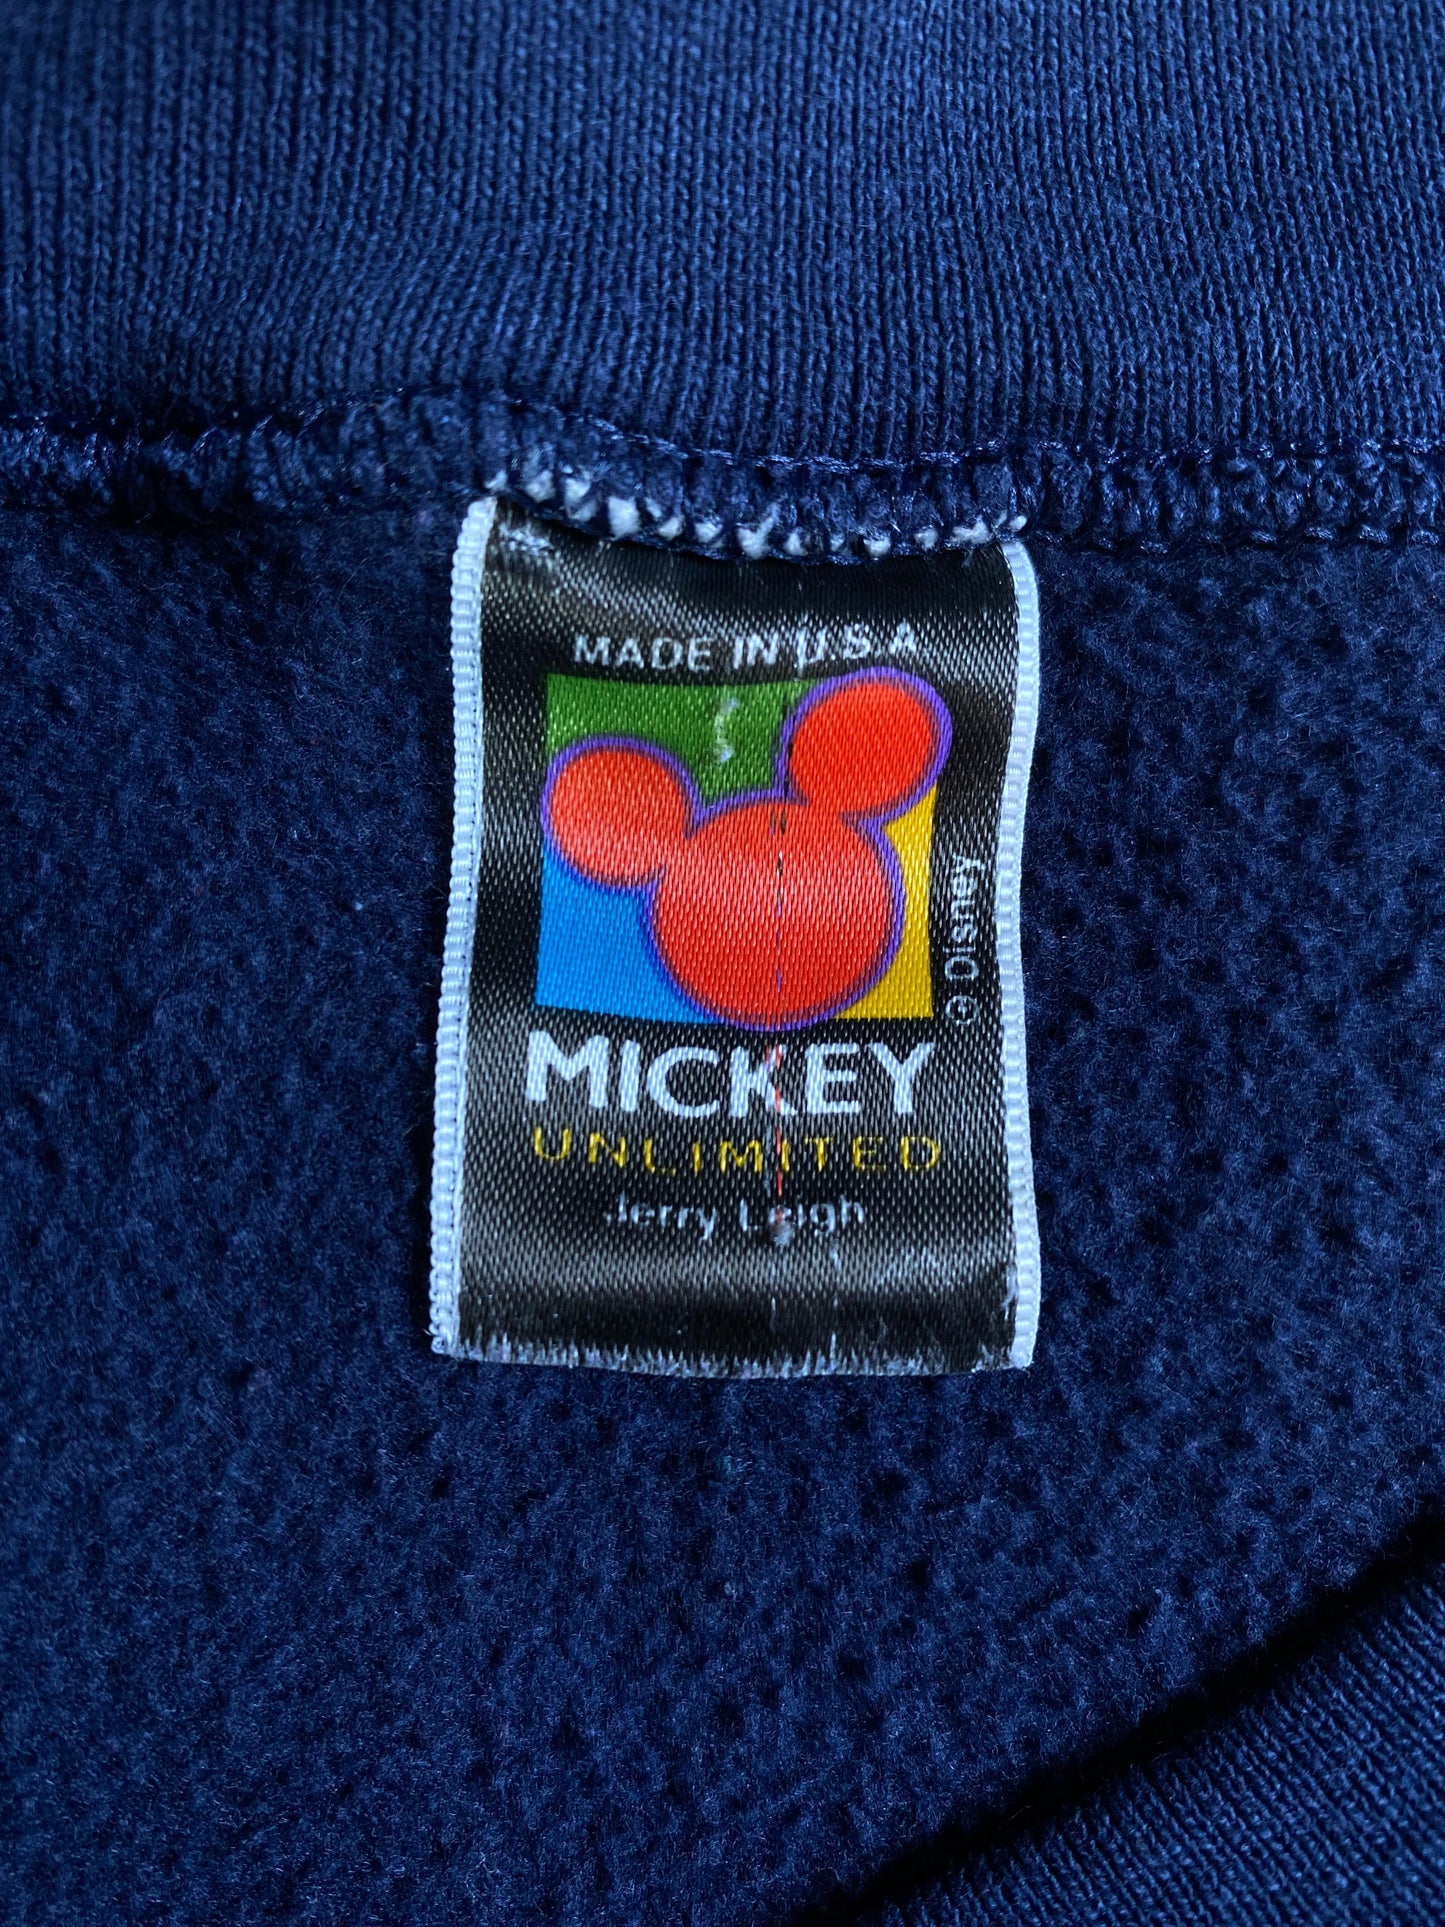 MADE IN U.S.A
© Disney
MICKEY
UNLIMITED
Jerry Leigh